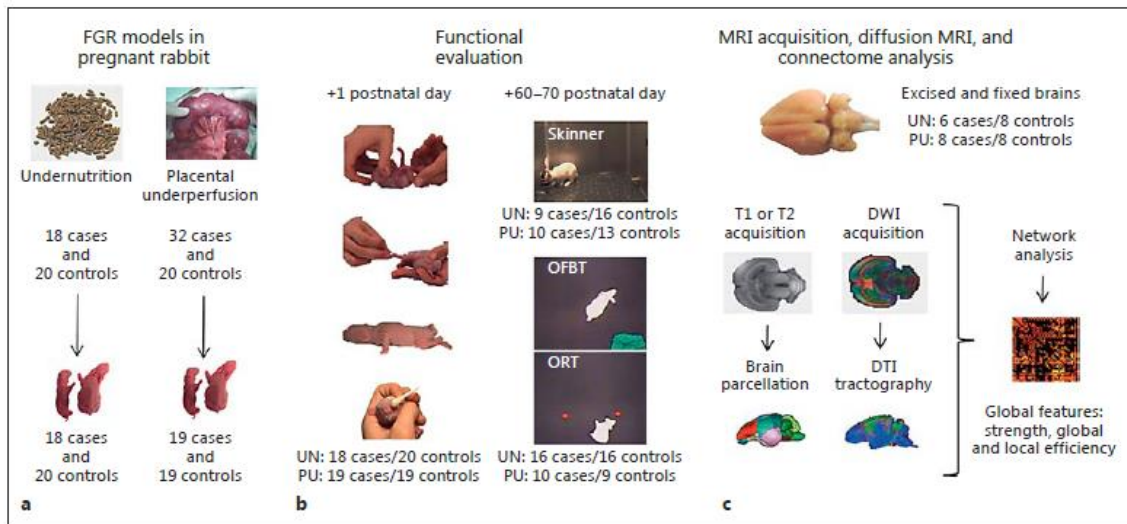 FGR models in
pregnant rabbit
Undernutrition
Placental
underperfusion
18 cases
and
20 controls
32 cases
and
20 controls
18 cases
and
20 controls
19 cases
and
19 controls
a
Functional
evaluation
+1 postnatal day
+60–70 postnatal day
Skinner
UN: 9 cases/16 controls
PU: 10 cases/13 controls
OFBT
ORT
UN: 18 cases/20 controls
PU: 19 cases/19 controls
UN: 16 cases/16 controls
PU: 10 cases/9 controls
b
MRI acquisition, diffusion MRI, and
connectome analysis
Excised and fixed brains
UN: 6 cases/8 controls
PU: 8 cases/8 controls
T1 or T2
acquisition
DWI
acquisition
Brain
parcellation
DTI
tractography
Network
analysis
Global features:
strength, global
and local efficiency
c